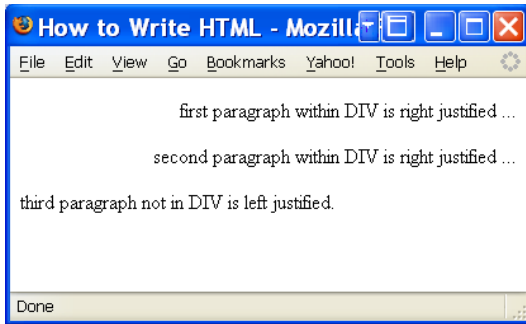 How to Write HTML - Mozilla
File Edit View Go Bookmarks Yahoo! Tools Help
first paragraph within DIV is right justified ...
second paragraph within DIV is right justified ...
third paragraph not in DIV is left justified.
Done